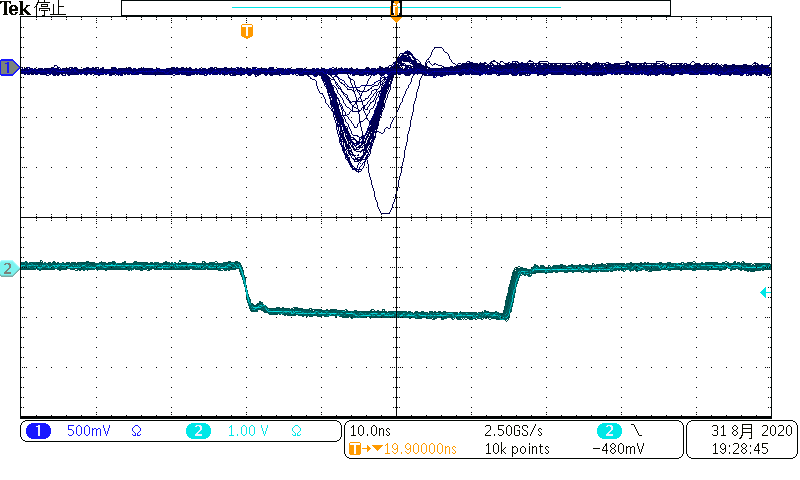 Tek 停止
T
1
2
1 500mV Ω 2 1.00 V Ω
10.0ns 2.50GS/s 2
T→▼19.90000ns 10k points −480mV
31 8月 2020
19:28:45